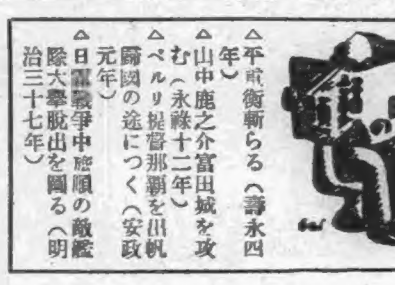 △平重衡斬らる(壽永四
年)
△山中鹿之介富田城を攻
む(永祿十二年)
△ペルリ提督那覇を出帆
歸國の途につく(安政
元年)
△日露戰爭中旅順の敵艦
隊大擧脫出を圖る(明
治三十七年)
の